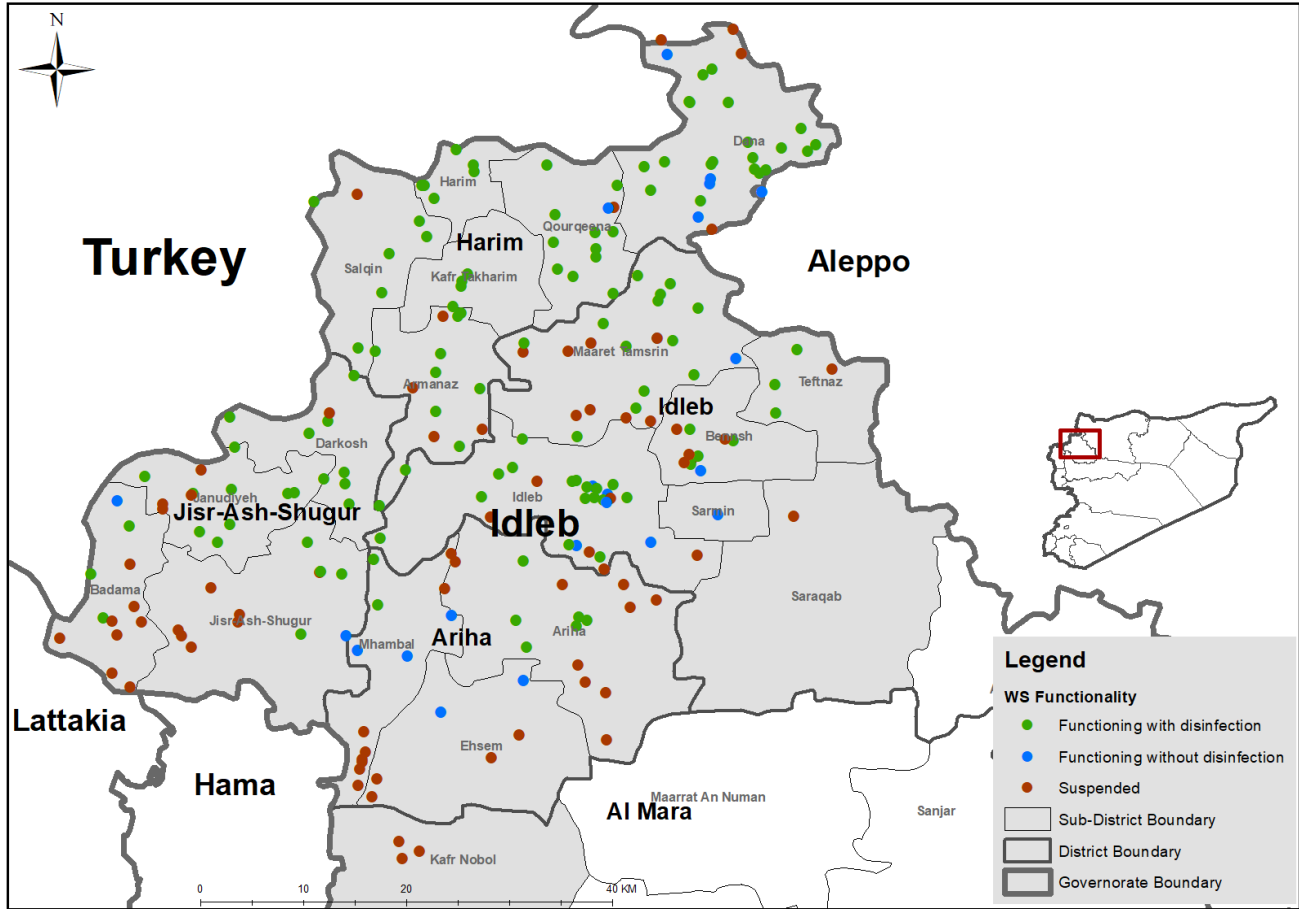 N
Dana
Harim
Qourqeena
Harim
Turkey
Aleppo
Salqin
Kafr Takharim
Maaret Tamsrin
Teftnaz
Armanaz
Idleb
Bennsh
Darkosh
Janudiyeh
Jisr-Ash-Shugur
Idleb
Idleb
Sarmin
Badama
Saraqab
Jisr-Ash-Shugur
Mhambal
Ariha
Ariha
Lattakia
Ehsem
Hama
Maarrat An Numan
Al Mara
Sanjar
Kafr Nobol
0
20
40 KM
Legend
WS Functionality
Functioning with disinfection
Functioning without disinfection
Suspended
Sub-District Boundary
District Boundary
Governorate Boundary